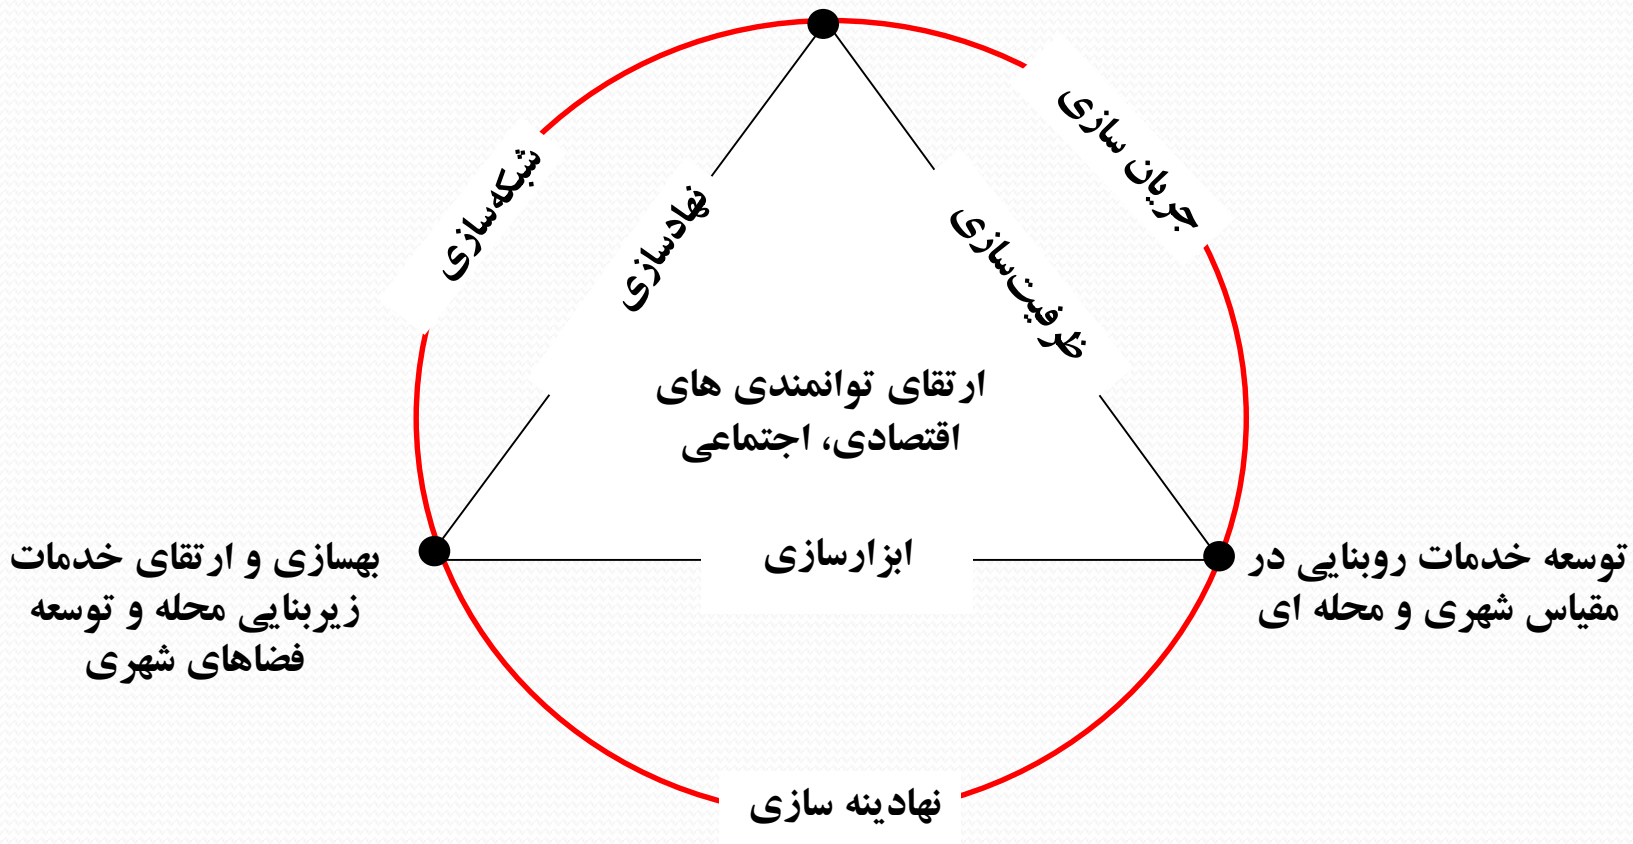 جریان سازی
شبکه‌سازی
نهادسازی
ظرفیت‌سازی
ارتقای توانمندی های
اقتصادی، اجتماعی
ابزارسازی
توسعه خدمات روبنایی در
مقیاس شهری و محله ای
بهسازی و ارتقای خدمات
زیربنایی محله و توسعه
فضاهای شهری
نهادینه سازی